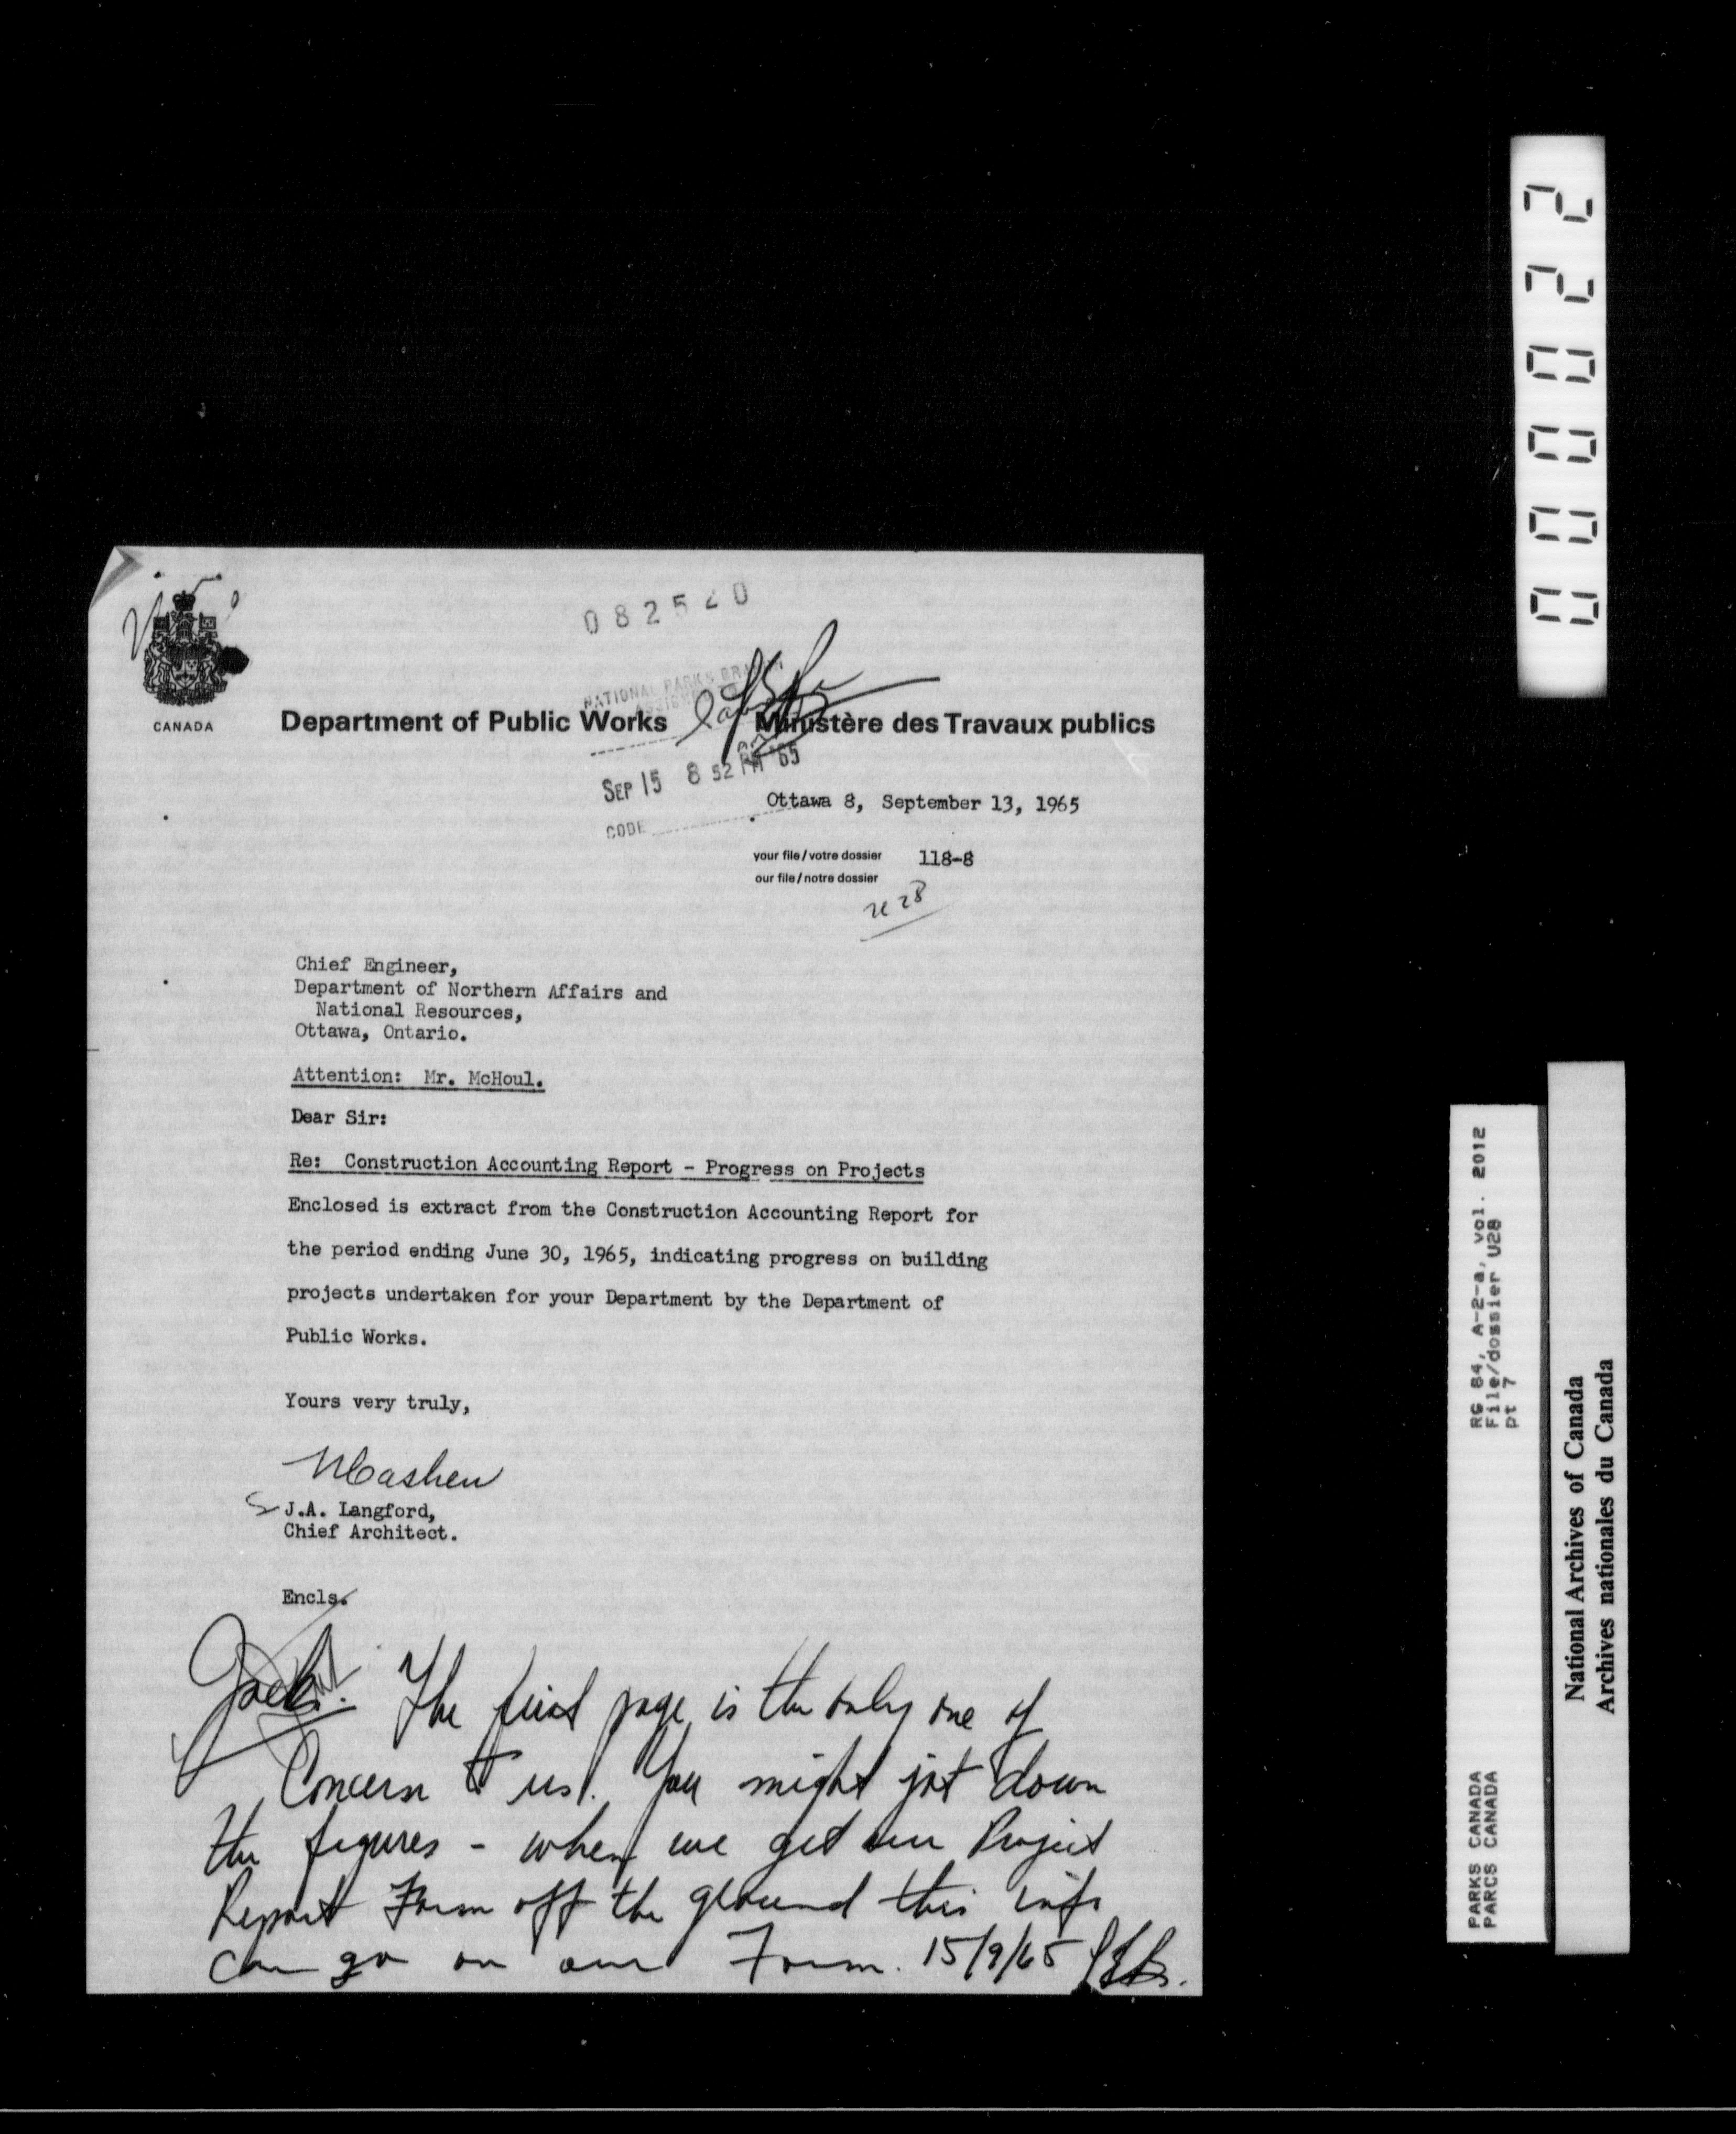 082520
NATIONAL PARKS BRANCH
CANADA
Department of Public Works
Ministère des Travaux publics
SEP 15 8 52 PM '65
Ottawa 8, September 13, 1965
CODE
your file/votre dossier 118-8
our file/notre dossier
Chief Engineer,
Department of Northern Affairs and
National Resources,
Ottawa, Ontario.
Attention: Mr. McHoul.
Dear Sir:
Re: Construction Accounting Report - Progress on Projects
Enclosed is extract from the Construction Accounting Report for
the period ending June 30, 1965, indicating progress on building
projects undertaken for your Department by the Department of
Public Works.
Yours very truly,
J.A. Langford,
Chief Architect.
Encls.
Jack: The first page is the only one of
Concern to us. You might jot down
the figures - when we get our Project
Report Form off the ground this info
can go on our Form. 15/9/65
000022
RG 84, A-2-a, vol. 2012
File/dossier U28
pt 7
PARKS CANADA
PARCS CANADA
National Archives of Canada
Archives nationales du Canada